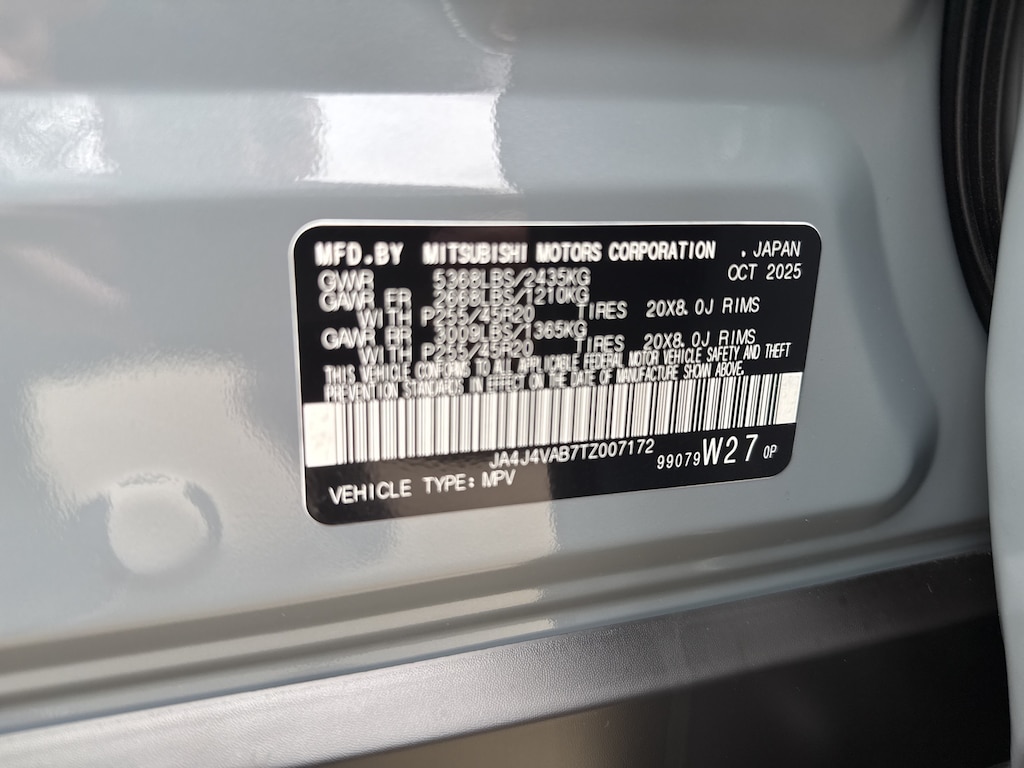 MFD.BY MITSUBISHI MOTORS CORPORATION . JAPAN
OCT 2025
GVWR 5368LBS/2435KG
GAWR FR 2668LBS/1210KG
WITH P255/45R20 TIRES 20X8.0J RIMS
GAWR RR 3009LBS/1365KG
WITH P255/45R20 TIRES 20X8.0J RIMS
THIS VEHICLE CONFORMS TO ALL APPLICABLE FEDERAL MOTOR VEHICLE SAFETY AND THEFT
PREVENTION STANDARDS IN EFFECT ON THE DATE OF MANUFACTURE SHOWN ABOVE.
JA4J4VAB7TZ007172
99079W27 0P
VEHICLE TYPE: MPV